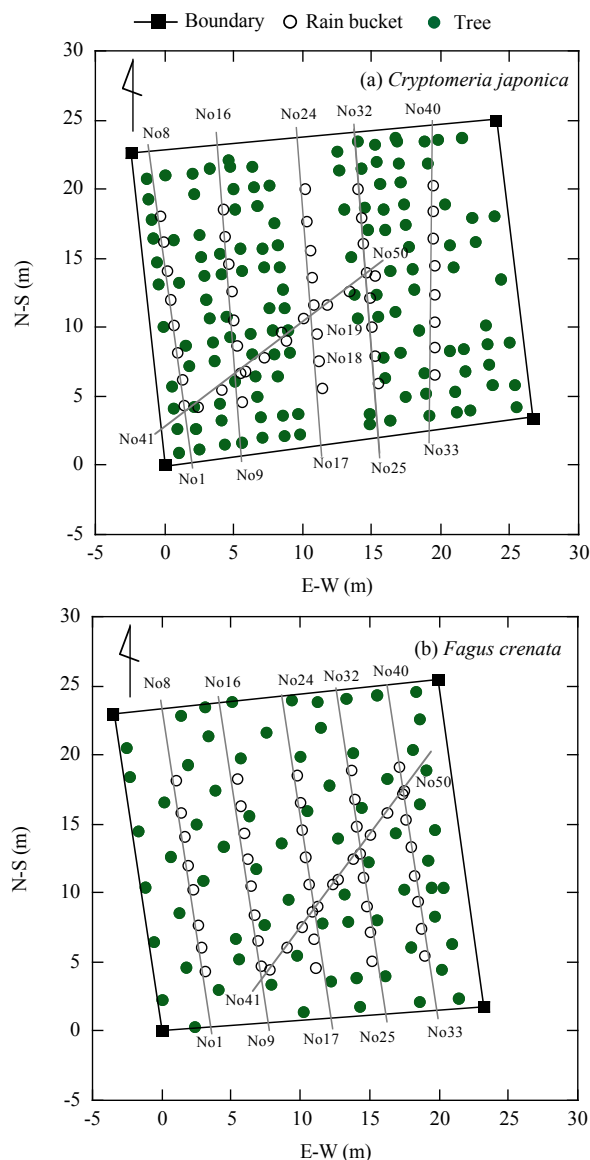 Boundary Rain bucket Tree
30
(a) Cryptomeria japonica
No16 No24 No32 No40
No8
25
20
15
No50
10
No19
No18
5
No41
0
No1 No9 No17 No25 No33
-5
-5 0 5 10 15 20 25 30
N-S (m)
E-W (m)
30
(b) Fagus crenata
No8 No16 No24 No32 No40
25
20
No50
15
10
5
No41
0
No1 No9 No17 No25 No33
-5
-5 0 5 10 15 20 25 30
N-S (m)
E-W (m)